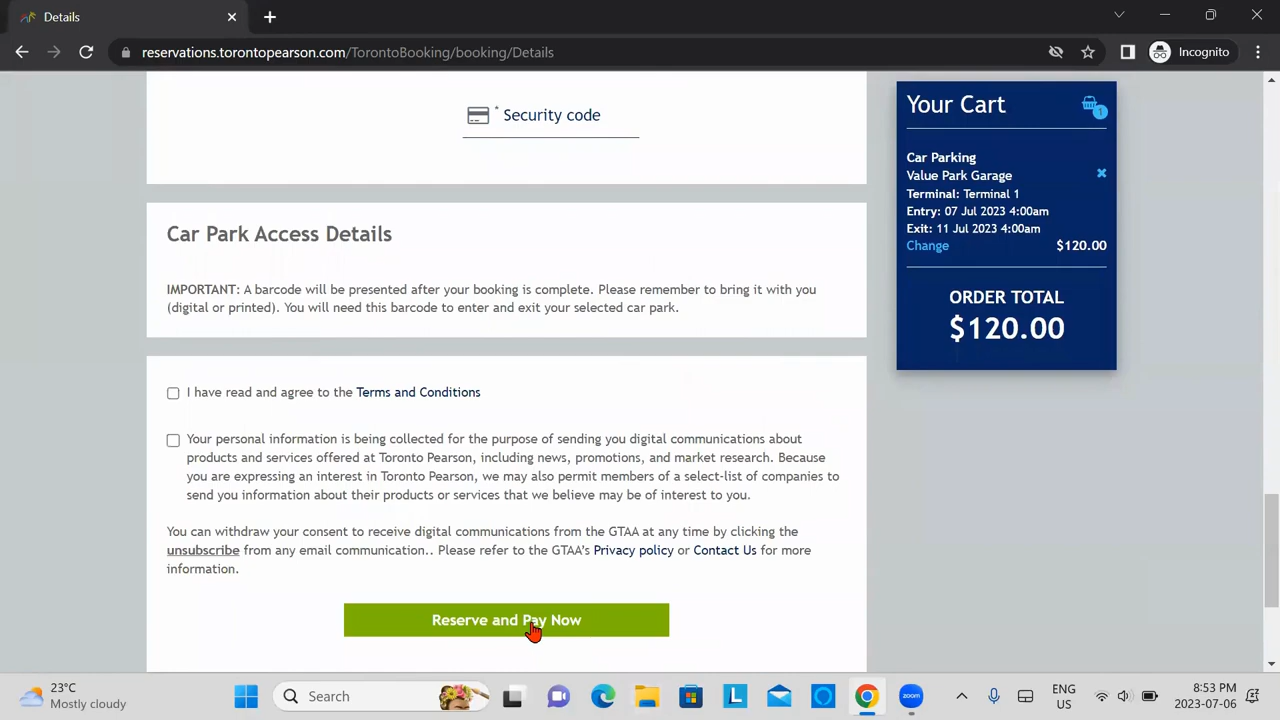 Details
reservations.torontopearson.com/TorontoBooking/booking/Details
Incognito
* Security code
Car Park Access Details
IMPORTANT: A barcode will be presented after your booking is complete. Please remember to bring it with you
(digital or printed). You will need this barcode to enter and exit your selected car park.
I have read and agree to the Terms and Conditions
Your personal information is being collected for the purpose of sending you digital communications about
products and services offered at Toronto Pearson, including news, promotions, and market research. Because
you are expressing an interest in Toronto Pearson, we may also permit members of a select-list of companies to
send you information about their products or services that we believe may be of interest to you.
You can withdraw your consent to receive digital communications from the GTAA at any time by clicking the
unsubscribe from any email communication.. Please refer to the GTAA's Privacy policy or Contact Us for more
information.
Reserve and Pay Now
Your Cart
1
Car Parking
Value Park Garage
Terminal: Terminal 1
Entry: 07 Jul 2023 4:00am
Exit: 11 Jul 2023 4:00am
Change $120.00
ORDER TOTAL
$120.00
23°C
Mostly cloudy
Search
L
zoom
ENG
US
8:53 PM
2023-07-06